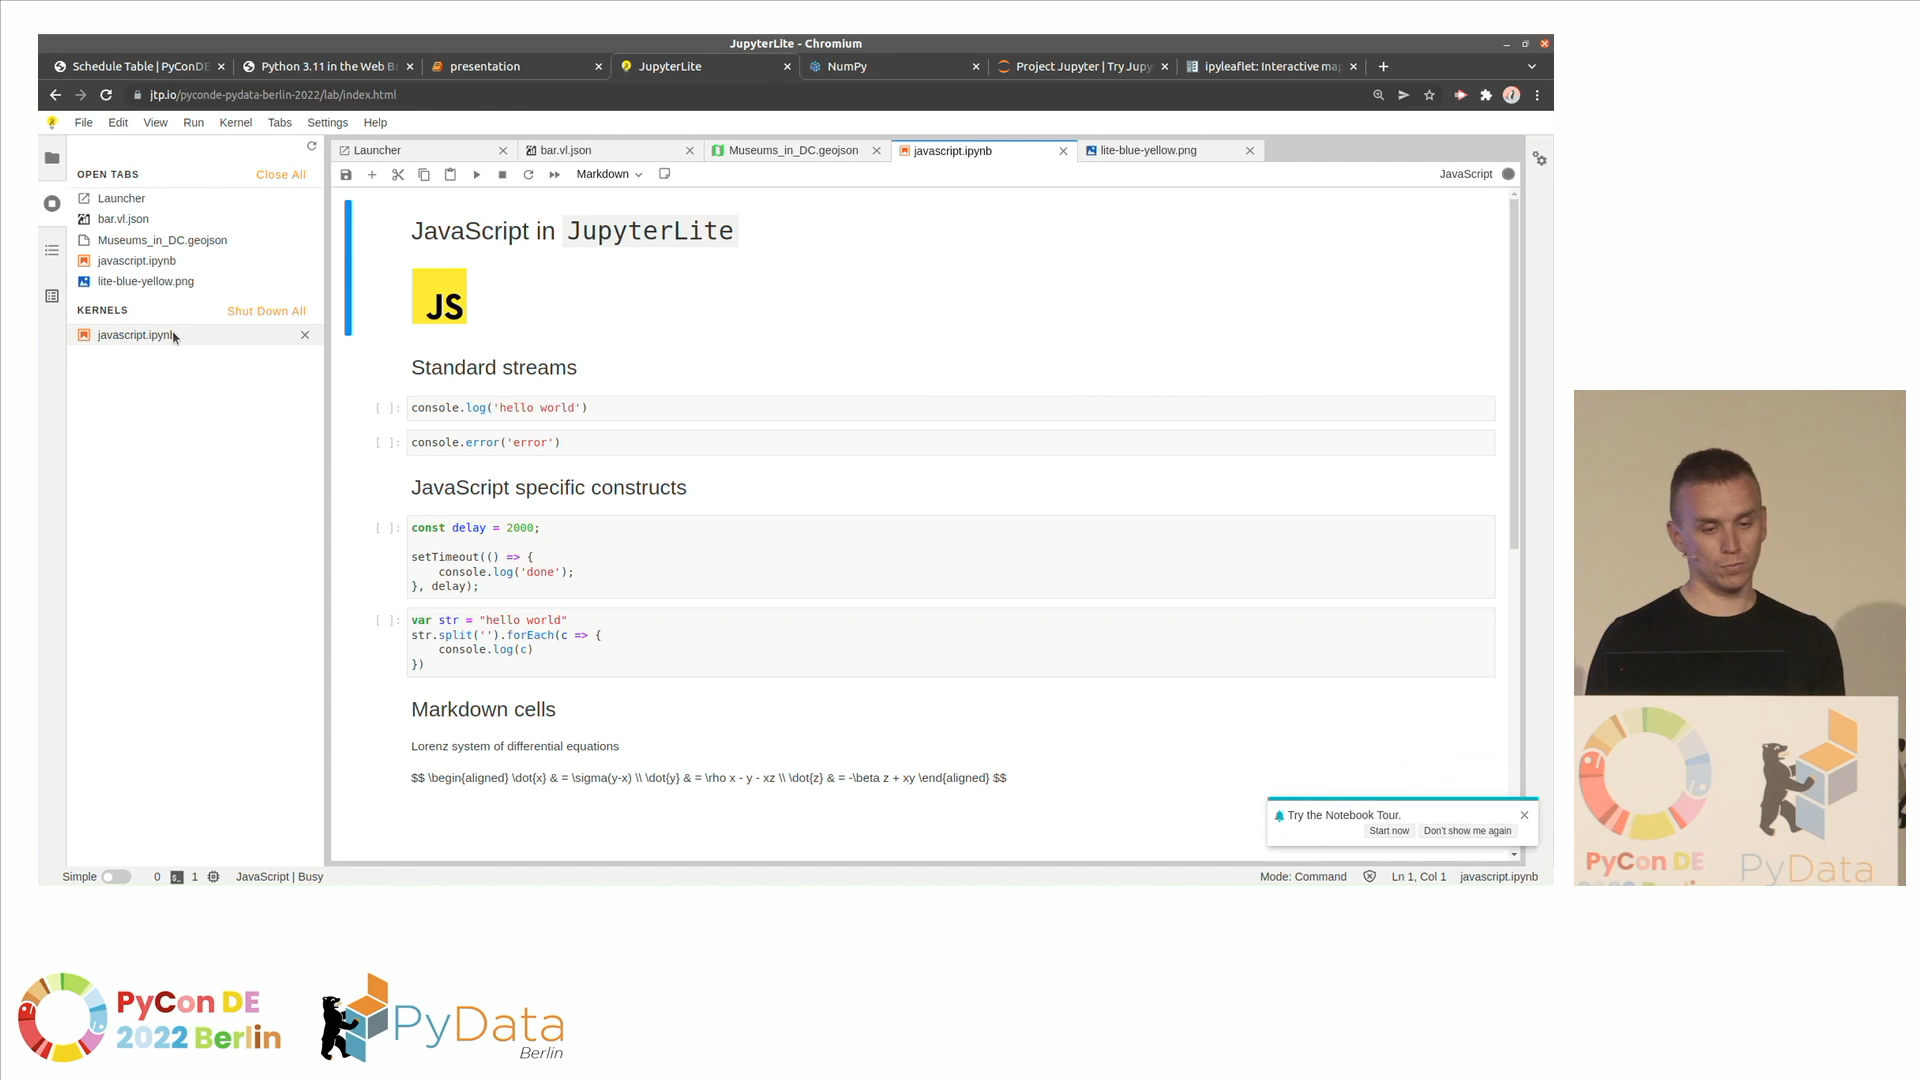 JupyterLite - Chromium
Schedule Table | PyConDE
Python 3.11 in the Web B
presentation
JupyterLite
NumPy
Project Jupyter | Try Jupy
ipyleaflet: Interactive ma
jtp.io/pyconde-pydata-berlin-2022/lab/index.html
File Edit View Run Kernel Tabs Settings Help
Launcher
bar.vl.json
Museums_in_DC.geojson
javascript.ipynb
lite-blue-yellow.png
Markdown
JavaScript
OPEN TABS
Close All
Launcher
bar.vl.json
Museums_in_DC.geojson
javascript.ipynb
lite-blue-yellow.png
KERNELS
Shut Down All
javascript.ipynb
JavaScript in JupyterLite
JS
Standard streams
[ ]: console.log('hello world')
[ ]: console.error('error')
JavaScript specific constructs
[ ]: const delay = 2000;
setTimeout(() => {
console.log('done');
}, delay);
[ ]: var str = "hello world"
str.split('').forEach(c => {
console.log(c)
})
Markdown cells
Lorenz system of differential equations
$$ \begin{aligned} \dot{x} & = \sigma(y-x) \\ \dot{y} & = \rho x - y - xz \\ \dot{z} & = -\beta z + xy \end{aligned} $$
Try the Notebook Tour.
Start now
Don't show me again
Simple
0
1
JavaScript | Busy
Mode: Command
Ln 1, Col 1
javascript.ipynb
PyCon DE
PyData
PyCon DE
2022 Berlin
PyData
Berlin